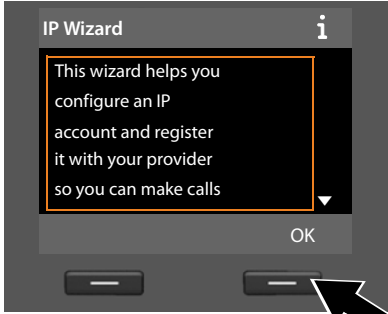 IP Wizard i
This wizard helps you
configure an IP
account and register
it with your provider
so you can make calls
OK